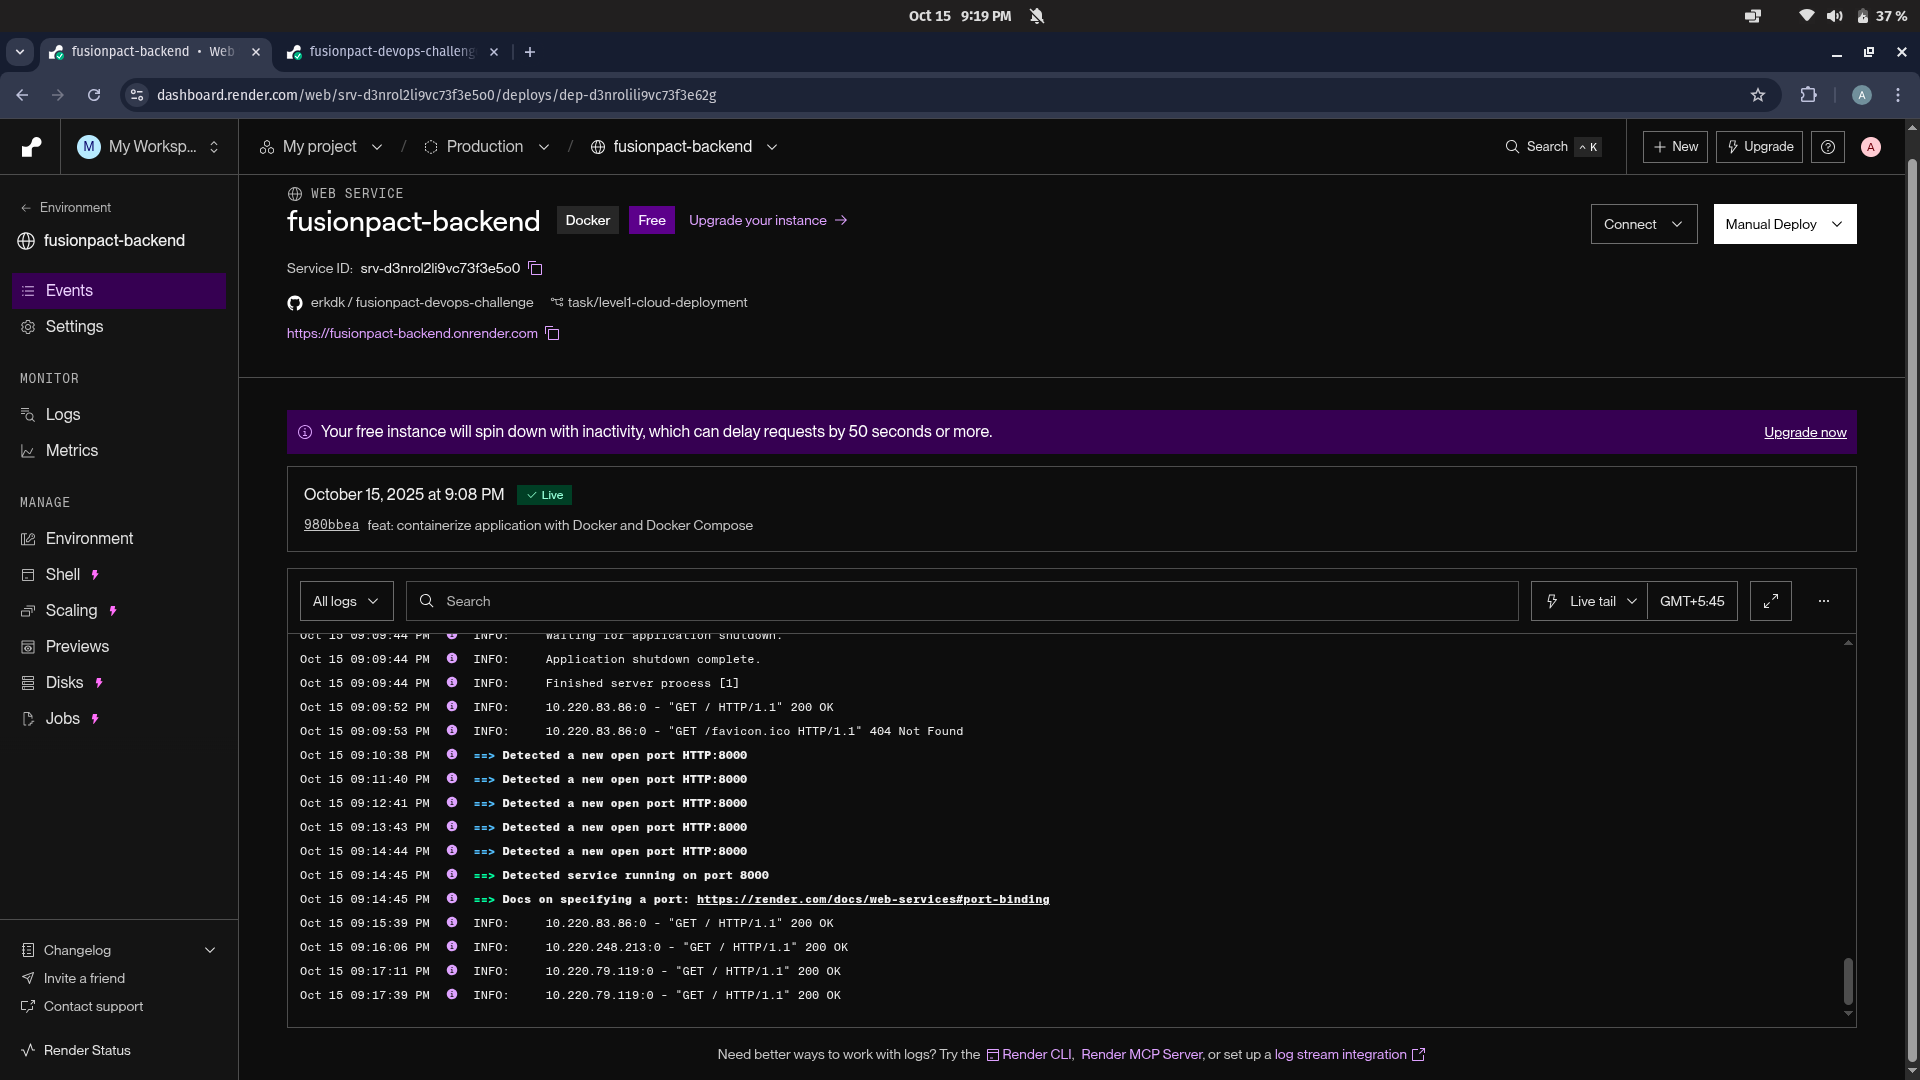 Oct 15 9:19 PM
37 %
fusionpact-backend • Web
fusionpact-devops-challeng
dashboard.render.com/web/srv-d3nrol2li9vc73f3e5o0/deploys/dep-d3nrolili9vc73f3e62g
A
M My Worksp...
My project / Production / fusionpact-backend
Search ^ K
+ New
Upgrade
A
← Environment
fusionpact-backend
Events
Settings
MONITOR
Logs
Metrics
MANAGE
Environment
Shell
Scaling
Previews
Disks
Jobs
Changelog
Invite a friend
Contact support
Render Status
WEB SERVICE
fusionpact-backend Docker Free Upgrade your instance →
Connect
Manual Deploy
Service ID: srv-d3nrol2li9vc73f3e5o0
erkdk / fusionpact-devops-challenge task/level1-cloud-deployment
https://fusionpact-backend.onrender.com
Your free instance will spin down with inactivity, which can delay requests by 50 seconds or more.
Upgrade now
October 15, 2025 at 9:08 PM Live
980bbea feat: containerize application with Docker and Docker Compose
All logs
Search
Live tail
GMT+5:45
...
Oct 15 09:09:44 PM INFO: Waiting for application shutdown.
Oct 15 09:09:44 PM INFO: Application shutdown complete.
Oct 15 09:09:44 PM INFO: Finished server process [1]
Oct 15 09:09:52 PM INFO: 10.220.83.86:0 - "GET / HTTP/1.1" 200 OK
Oct 15 09:09:53 PM INFO: 10.220.83.86:0 - "GET /favicon.ico HTTP/1.1" 404 Not Found
Oct 15 09:10:38 PM ==> Detected a new open port HTTP:8000
Oct 15 09:11:40 PM ==> Detected a new open port HTTP:8000
Oct 15 09:12:41 PM ==> Detected a new open port HTTP:8000
Oct 15 09:13:43 PM ==> Detected a new open port HTTP:8000
Oct 15 09:14:44 PM ==> Detected a new open port HTTP:8000
Oct 15 09:14:45 PM ==> Detected service running on port 8000
Oct 15 09:14:45 PM ==> Docs on specifying a port: https://render.com/docs/web-services#port-binding
Oct 15 09:15:39 PM INFO: 10.220.83.86:0 - "GET / HTTP/1.1" 200 OK
Oct 15 09:16:06 PM INFO: 10.220.248.213:0 - "GET / HTTP/1.1" 200 OK
Oct 15 09:17:11 PM INFO: 10.220.79.119:0 - "GET / HTTP/1.1" 200 OK
Oct 15 09:17:39 PM INFO: 10.220.79.119:0 - "GET / HTTP/1.1" 200 OK
Need better ways to work with logs? Try the Render CLI, Render MCP Server, or set up a log stream integration